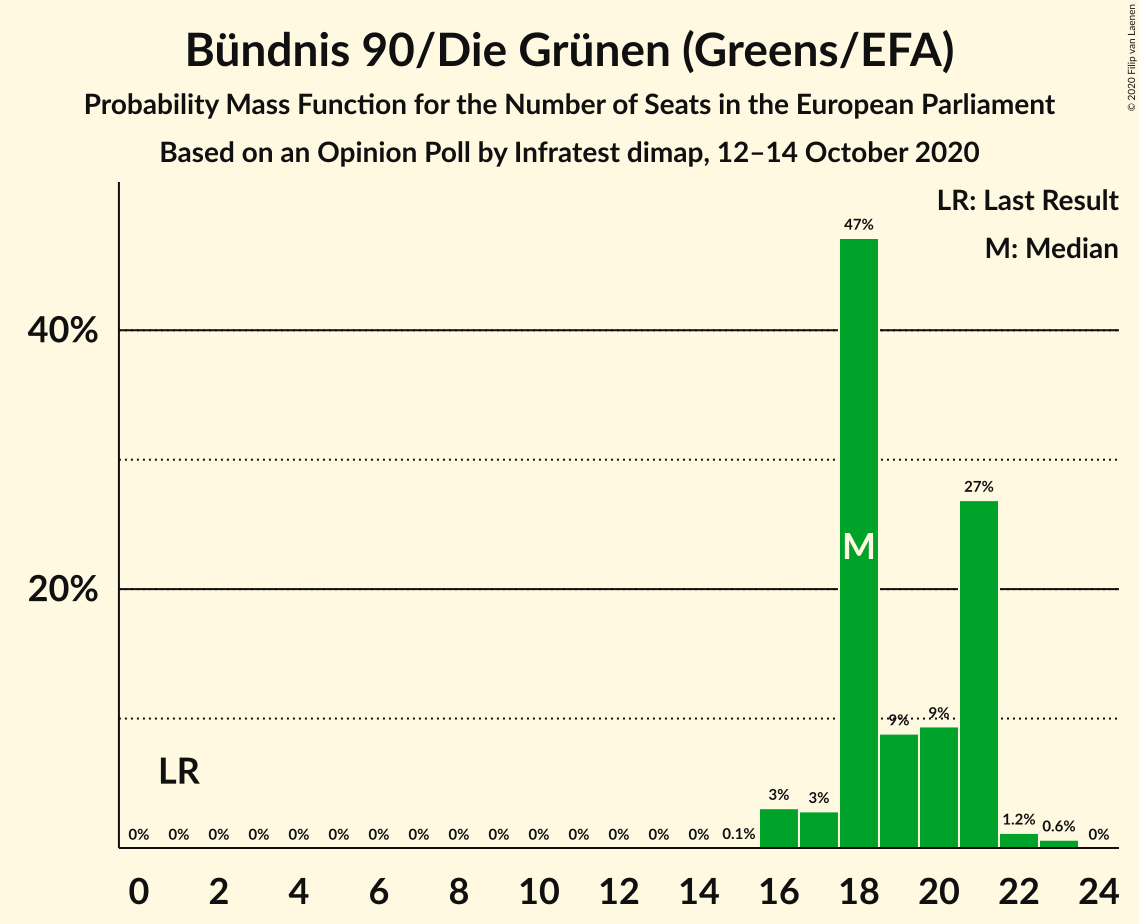 Bündnis 90/Die Grünen (Greens/EFA)
Probability Mass Function for the Number of Seats in the European Parliament
Based on an Opinion Poll by Infratest dimap, 12–14 October 2020
© 2020 Filip van Laenen
LR: Last Result
M: Median
47%
40%
27%
M
20%
9%
9%
LR
3%
3%
1.2%
0.6%
0% 0% 0% 0% 0% 0% 0% 0% 0% 0% 0% 0% 0% 0% 0% 0.1% 0%
0 2 4 6 8 10 12 14 16 18 20 22 24